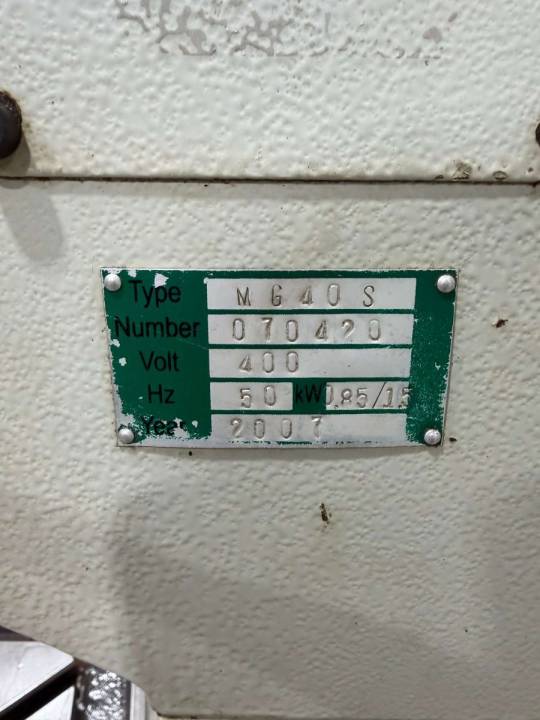 Type MG40S
Number 070420
Volt 400
Hz 50 kW 0.85/1.5
Year 2007